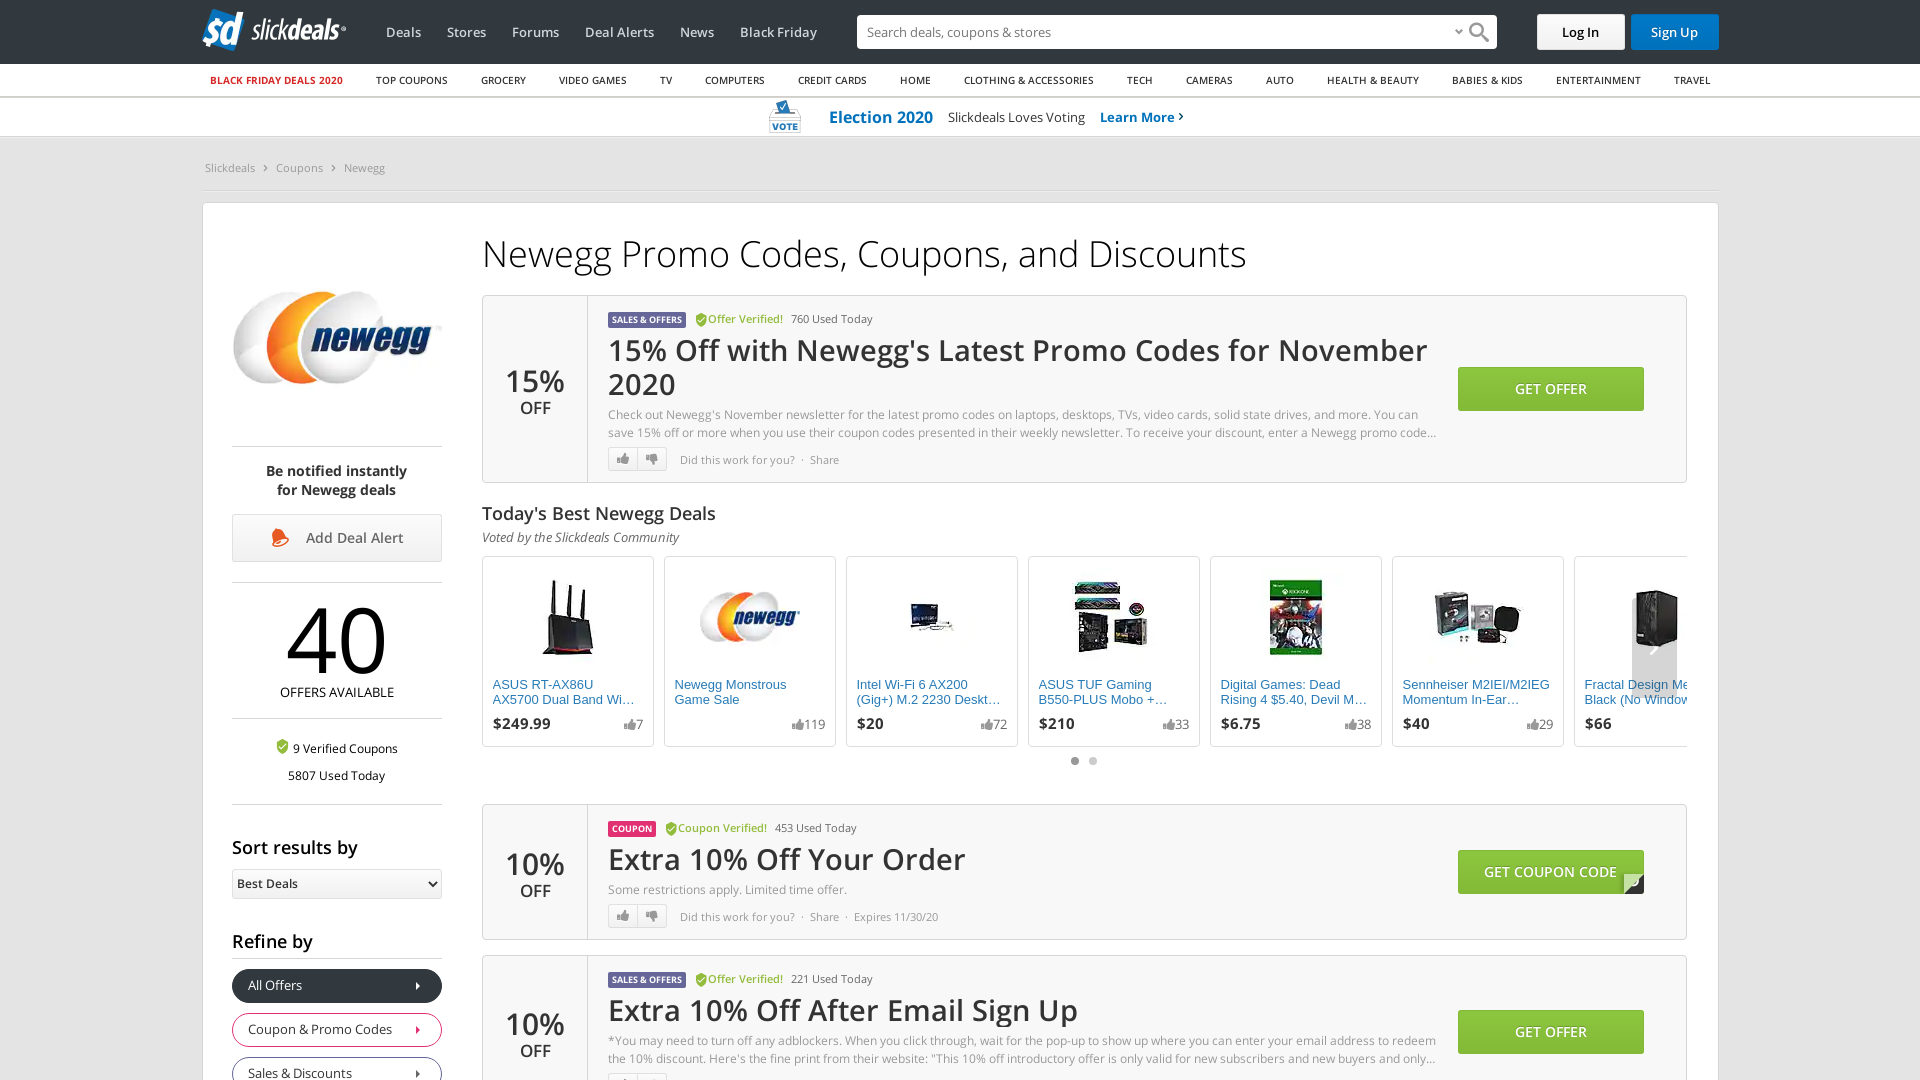 slickdeals
Deals
Stores
Forums
Deal Alerts
News
Black Friday
Search deals, coupons & stores
Log In
Sign Up
BLACK FRIDAY DEALS 2020
TOP COUPONS
GROCERY
VIDEO GAMES
TV
COMPUTERS
CREDIT CARDS
HOME
CLOTHING & ACCESSORIES
TECH
CAMERAS
AUTO
HEALTH & BEAUTY
BABIES & KIDS
ENTERTAINMENT
TRAVEL
VOTE
Election 2020
Slickdeals Loves Voting
Learn More
Slickdeals
Coupons
Newegg
newegg
Be notified instantly
for Newegg deals
Add Deal Alert
40
OFFERS AVAILABLE
9 Verified Coupons
5807 Used Today
Sort results by
Best Deals
Refine by
All Offers
Coupon & Promo Codes
Sales & Discounts
Newegg Promo Codes, Coupons, and Discounts
15%
OFF
SALES & OFFERS
Offer Verified!
760 Used Today
15% Off with Newegg's Latest Promo Codes for November
2020
Check out Newegg's November newsletter for the latest promo codes on laptops, desktops, TVs, video cards, solid state drives, and more. You can
save 15% off or more when you use their coupon codes presented in their weekly newsletter. To receive your discount, enter a Newegg promo code...
Did this work for you? · Share
GET OFFER
Today's Best Newegg Deals
Voted by the Slickdeals Community
ASUS RT-AX86U
AX5700 Dual Band Wi...
$249.99
7
newegg
Newegg Monstrous
Game Sale
119
Intel Wi-Fi 6 AX200
(Gig+) M.2 2230 Deskt...
$20
72
ASUS TUF Gaming
B550-PLUS Mobo +...
$210
33
Digital Games: Dead
Rising 4 $5.40, Devil M...
$6.75
38
Sennheiser M2IEI/M2IEG
Momentum In-Ear...
$40
29
Fractal Design Me
Black (No Window
$66
10%
OFF
COUPON
Coupon Verified!
453 Used Today
Extra 10% Off Your Order
Some restrictions apply. Limited time offer.
Did this work for you? · Share · Expires 11/30/20
GET COUPON CODE
10%
OFF
SALES & OFFERS
Offer Verified!
221 Used Today
Extra 10% Off After Email Sign Up
*You may need to turn off any adblockers. When you click through, wait for the pop-up to show up where you can enter your email address to redeem
the 10% discount. Here's the fine print from their website: "This 10% off introductory offer is only valid for new subscribers and new buyers and only...
GET OFFER